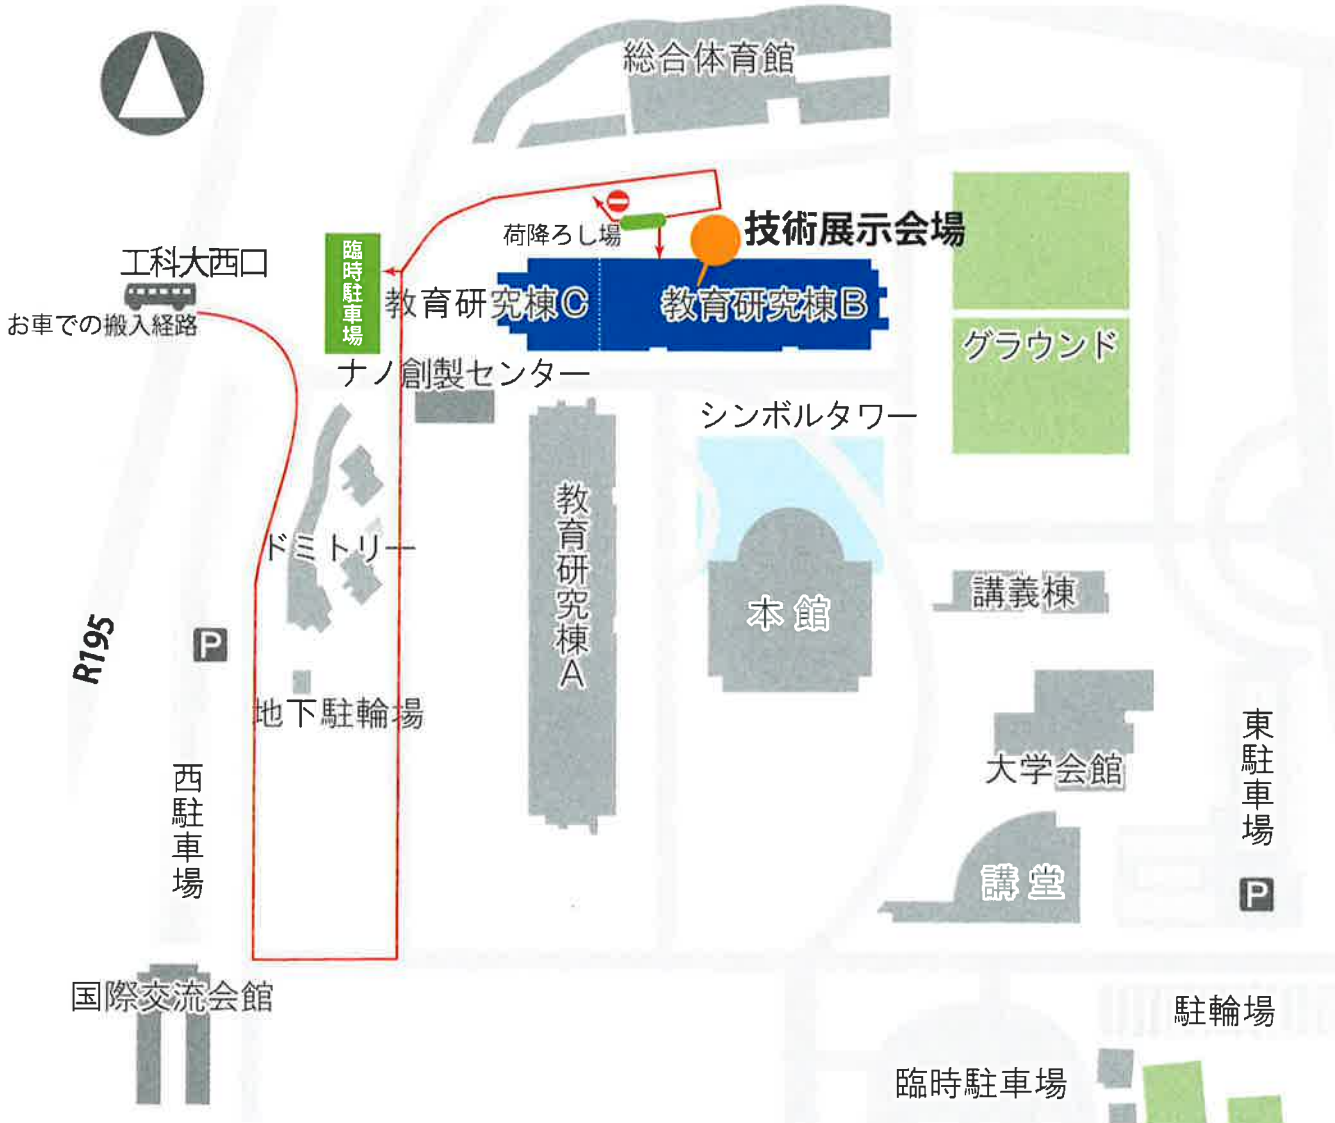 総合体育館
荷降ろし場
技術展示会場
工科大西口
お車での搬入経路
臨時駐車場
教育研究棟C
教育研究棟B
グラウンド
ナノ創製センター
シンボルタワー
教育研究棟A
ドミトリー
本館
講義棟
R195
P
地下駐輪場
西駐車場
大学会館
東駐車場
講堂
P
国際交流会館
駐輪場
臨時駐車場